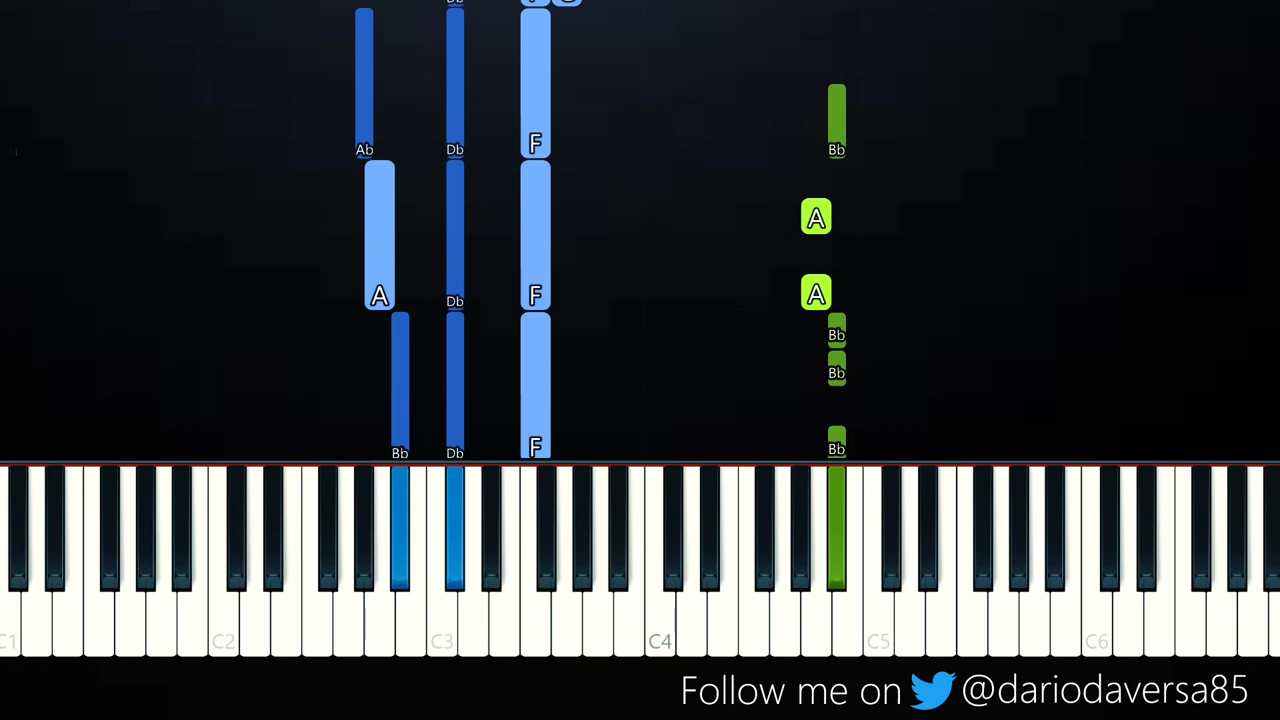 Db
F
Ab Db F Bb
A
A Db F A
Bb
Bb
Bb Db F Bb
C1 C2 C3 C4 C5 C6
Follow me on @dariodaversa85